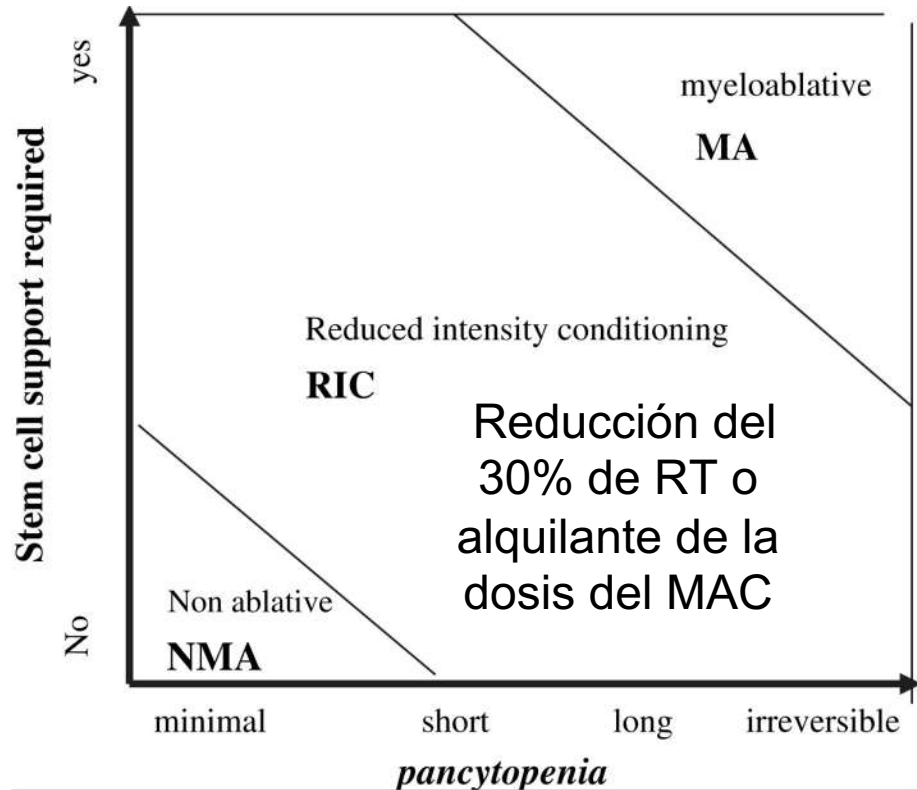 yes
Stem cell support required
No
myeloablative
MA
Reduced intensity conditioning
RIC
Reducción del
30% de RT o
alquilante de la
dosis del MAC
Non ablative
NMA
minimal short long irreversible
pancytopenia